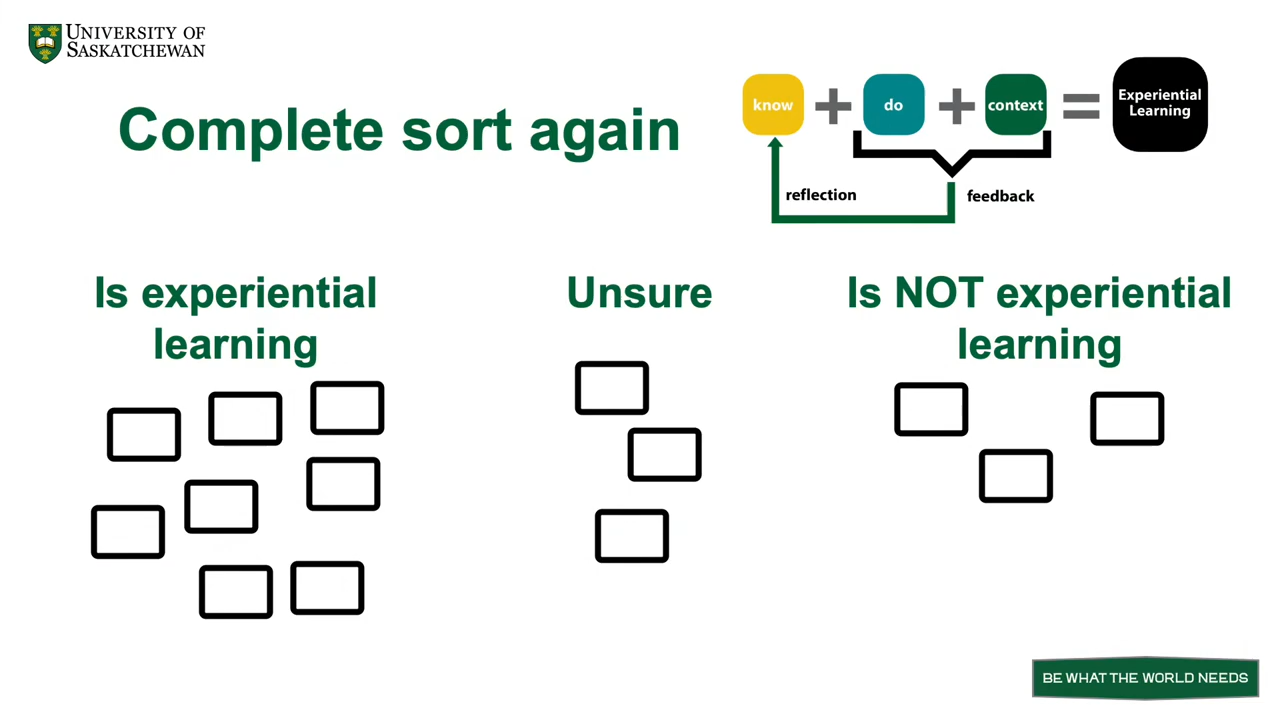 UNIVERSITY OF
SASKATCHEWAN
Complete sort again
know + do + context = Experiential
Learning
reflection
feedback
Is experiential
learning
Unsure
Is NOT experiential
learning
BE WHAT THE WORLD NEEDS